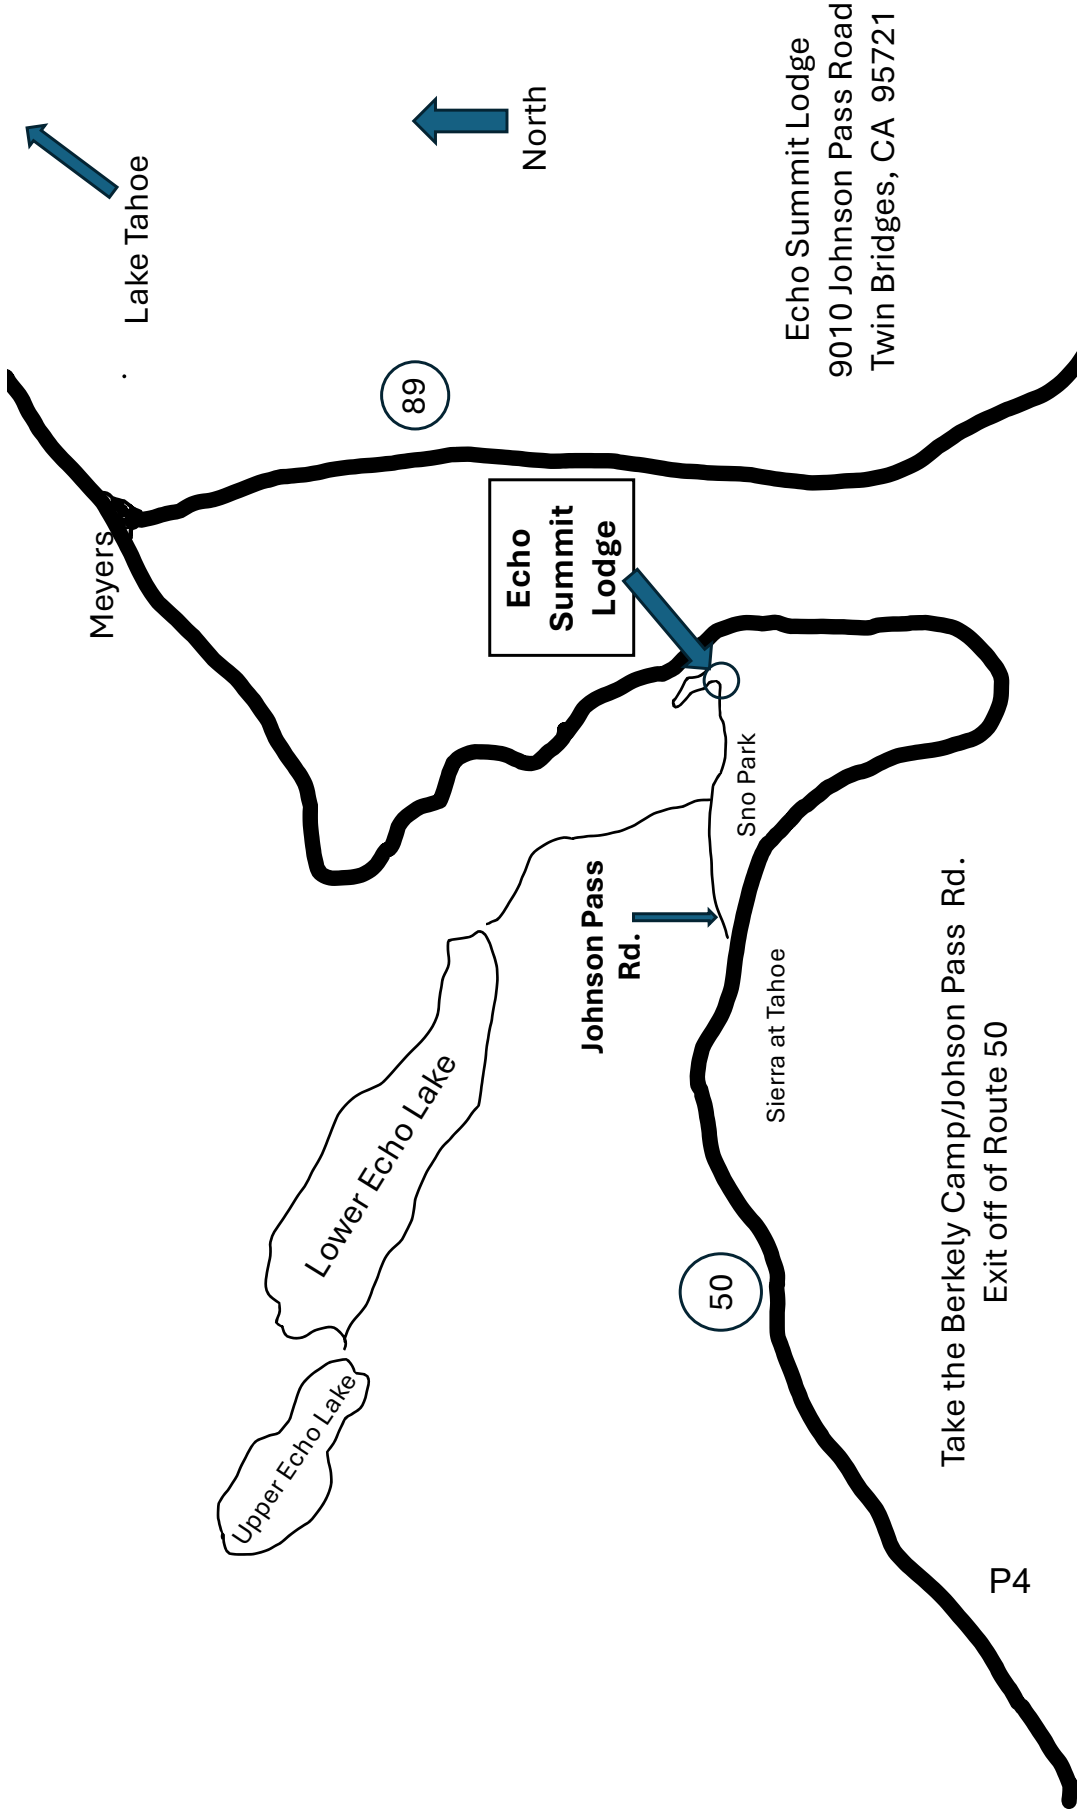 Lake Tahoe
North
Meyers
89
Echo
Summit
Lodge
Echo Summit Lodge
9010 Johnson Pass Road
Twin Bridges, CA 95721
Upper Echo Lake
Lower Echo Lake
Johnson Pass
Rd.
Sno Park
Sierra at Tahoe
50
Take the Berkely Camp/Johson Pass Rd.
Exit off of Route 50
P4